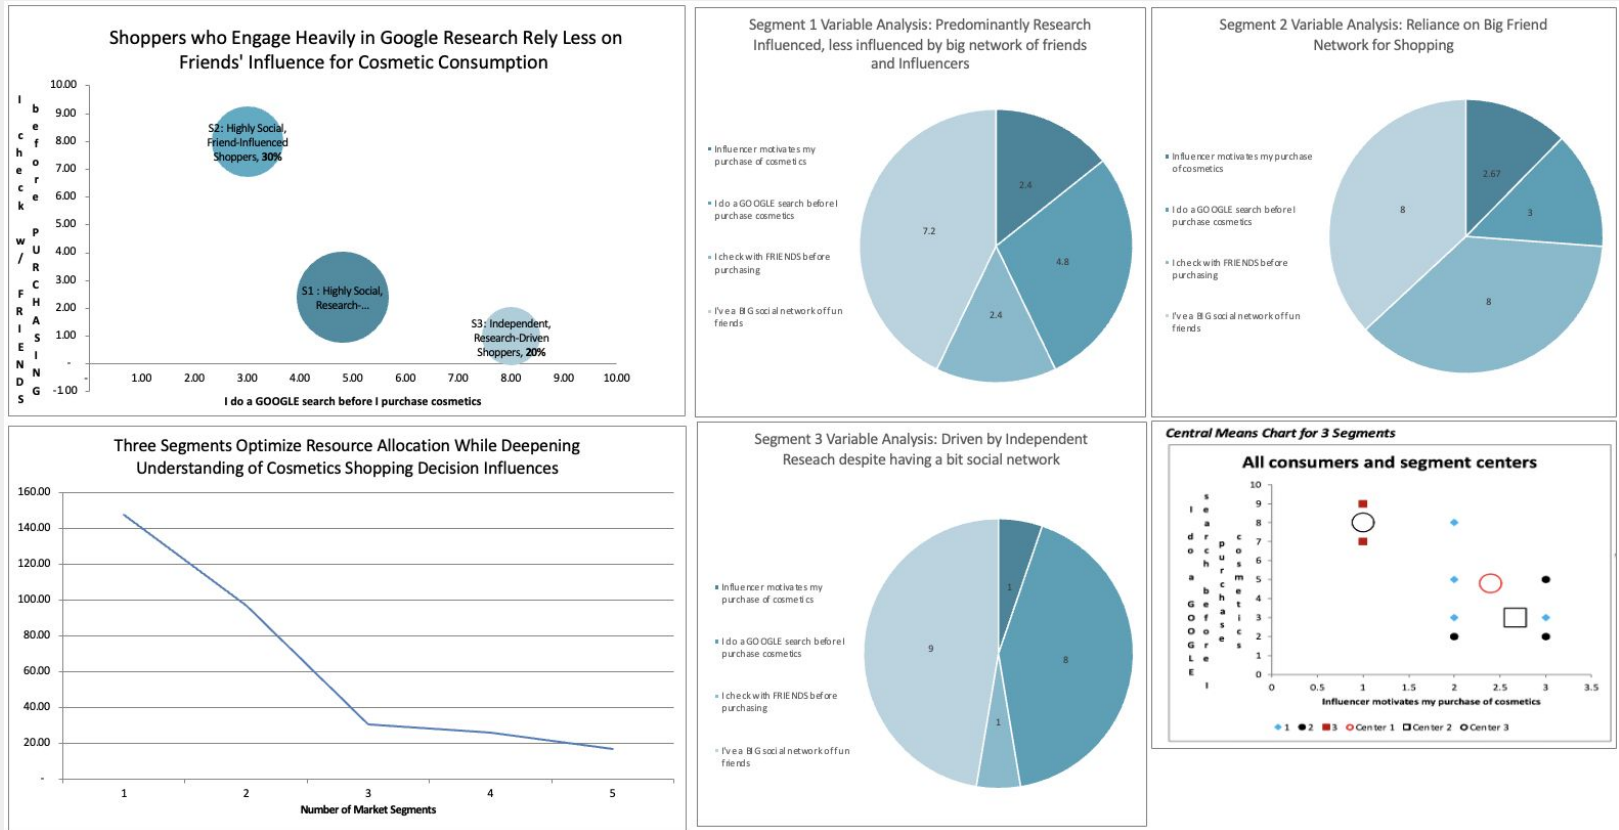 Shoppers who Engage Heavily in Google Research Rely Less on
Friends' Influence for Cosmetic Consumption
I check w/ FRIENDS
before PURCHASING
10.00
9.00
8.00
7.00
6.00
5.00
4.00
3.00
2.00
1.00
-
-1.00
S2: Highly Social,
Friend-Influenced
Shoppers, 30%
S1 : Highly Social,
Research-...
S3: Independent,
Research-Driven
Shoppers, 20%
- 1.00 2.00 3.00 4.00 5.00 6.00 7.00 8.00 9.00 10.00
I do a GOOGLE search before I purchase cosmetics
Segment 1 Variable Analysis: Predominantly Research
Influenced, less influenced by big network of friends
and Influencers
Influencer motivates my
purchase of cosmetics
I do a GOOGLE search before I
purchase cosmetics
I check with FRIENDS before
purchasing
I've a BIG social network of fun
friends
2.4
4.8
2.4
7.2
Segment 2 Variable Analysis: Reliance on Big Friend
Network for Shopping
Influencer motivates my purchase
of cosmetics
I do a GOOGLE search before I
purchase cosmetics
I check with FRIENDS before
purchasing
I've a BIG social network of fun
friends
2.67
3
8
8
Three Segments Optimize Resource Allocation While Deepening
Understanding of Cosmetics Shopping Decision Influences
160.00
140.00
120.00
100.00
80.00
60.00
40.00
20.00
-
1 2 3 4 5
Number of Market Segments
Segment 3 Variable Analysis: Driven by Independent
Reseach despite having a bit social network
Influencer motivates my
purchase of cosmetics
I do a GOOGLE search before I
purchase cosmetics
I check with FRIENDS before
purchasing
I've a BIG social network of fun
friends
1
8
1
9
Central Means Chart for 3 Segments
All consumers and segment centers
I do a GOOGLE
search before I
purchase
cosmetics
10
9
8
7
6
5
4
3
2
1
0
0 0.5 1 1.5 2 2.5 3 3.5
Influencer motivates my purchase of cosmetics
1 2 3 Center 1 Center 2 Center 3